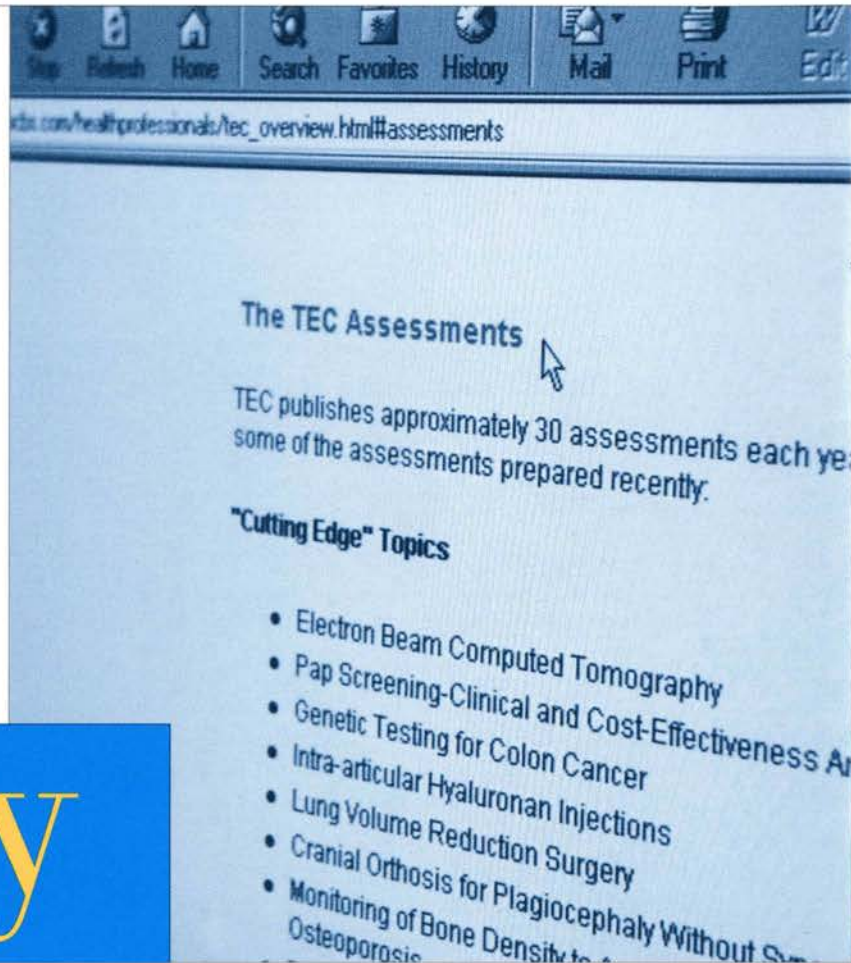 Stop Refresh Home Search Favorites History Mail Print Edit
/healthprofessionals/tec_overview.html#assessments
The TEC Assessments
TEC publishes approximately 30 assessments each
some of the assessments prepared recently:
"Cutting Edge" Topics
• Electron Beam Computed Tomography
• Pap Screening-Clinical and Cost-Effectiveness
• Genetic Testing for Colon Cancer
• Intra-articular Hyaluronan Injections
• Lung Volume Reduction Surgery
• Cranial Orthosis for Plagiocephaly Without
• Monitoring of Bone Density to
Osteoporosis
y